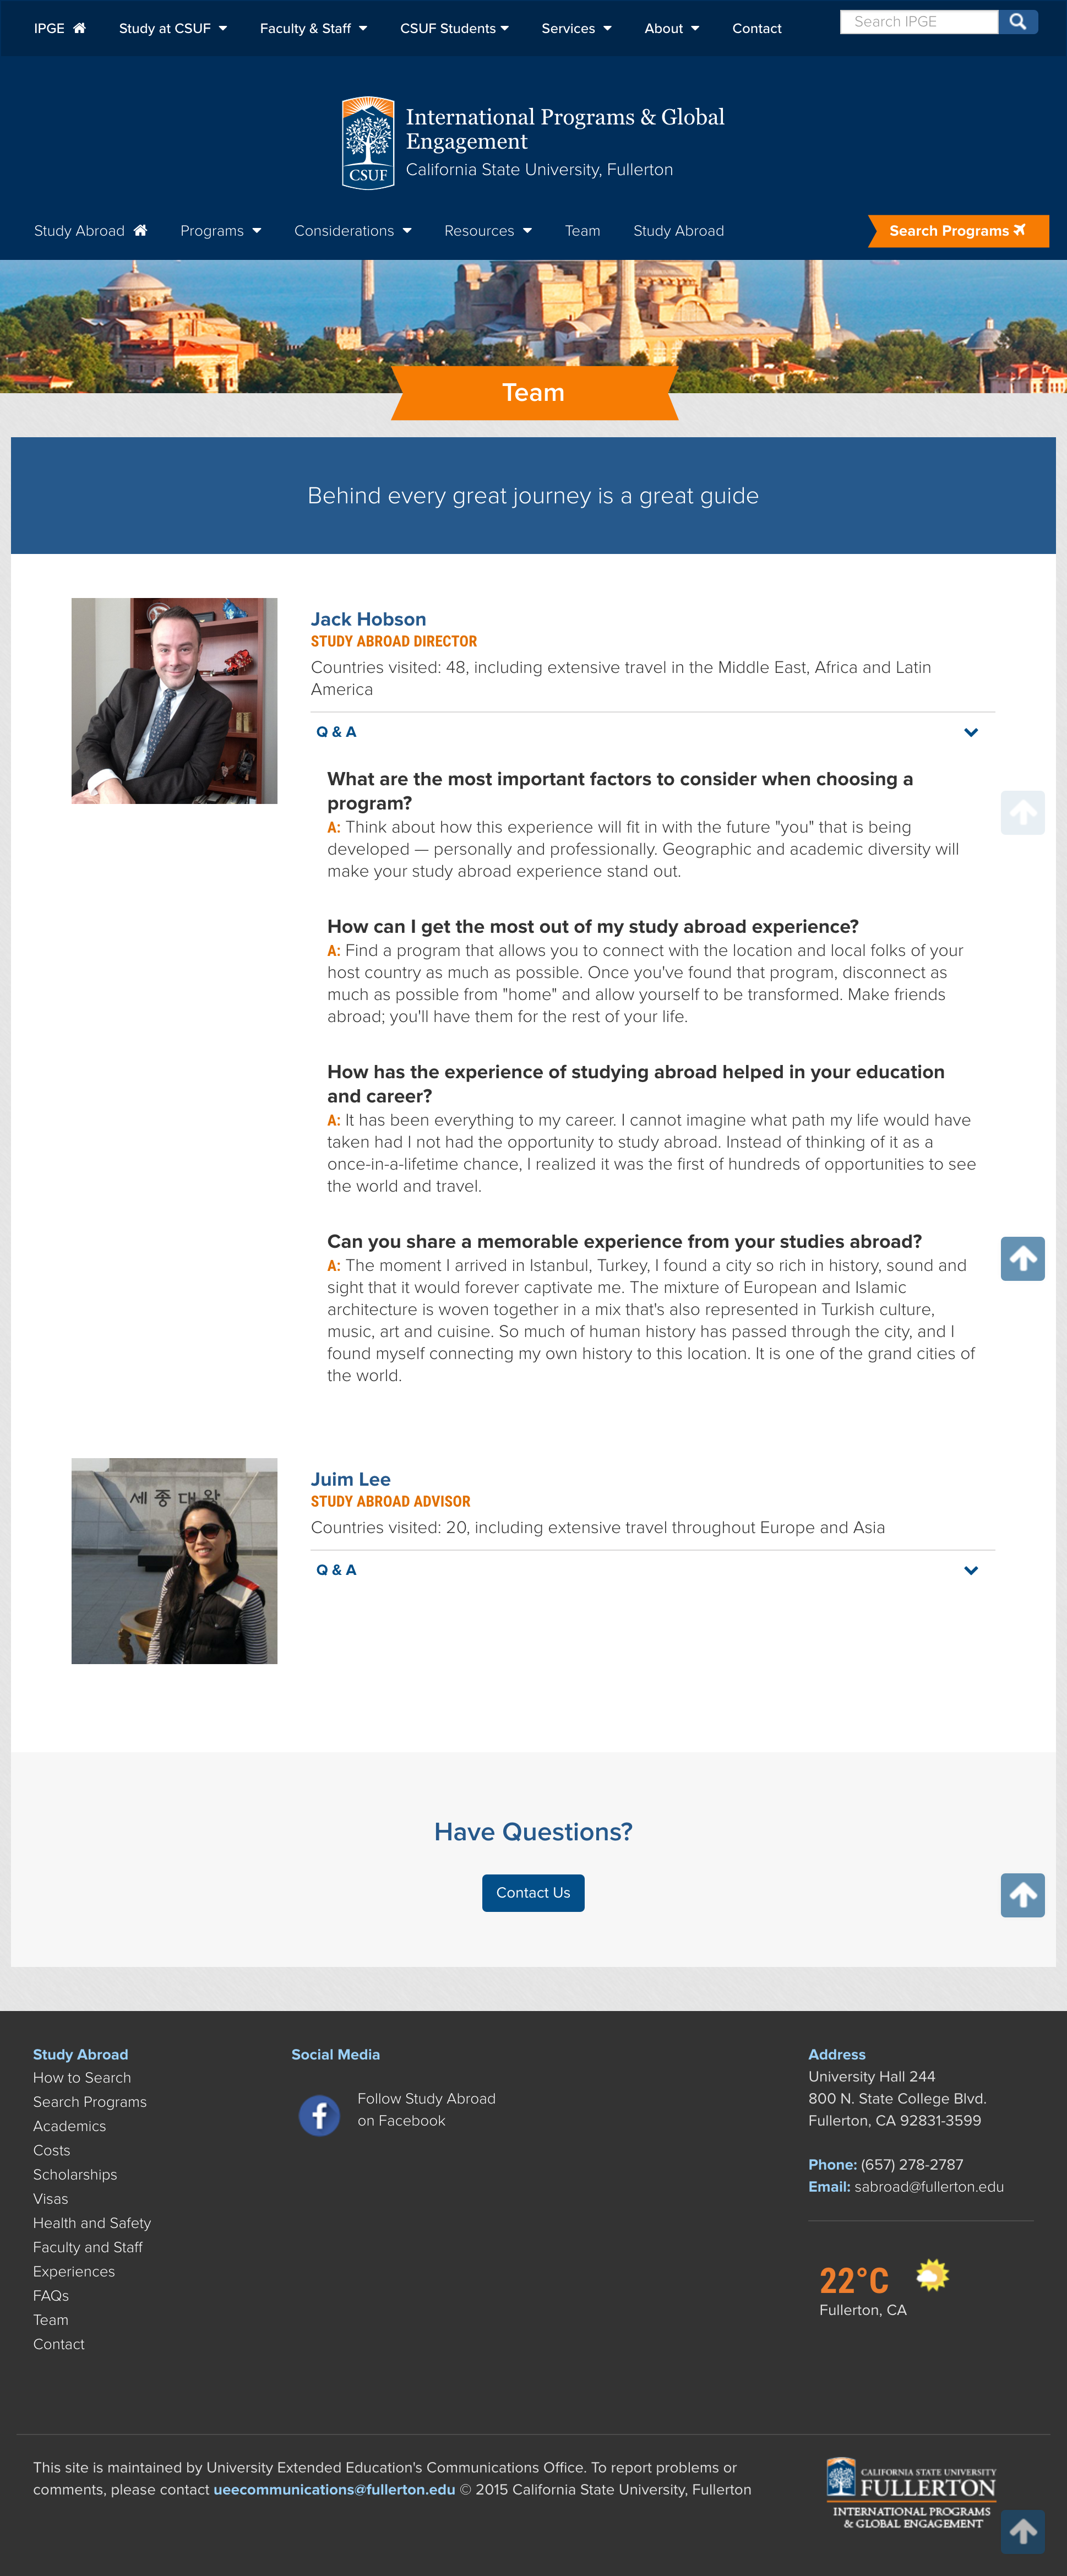 IPGE
Study at CSUF
Faculty & Staff
CSUF Students
Services
About
Contact
Search IPGE
CSUF
International Programs & Global
Engagement
California State University, Fullerton
Study Abroad
Programs
Considerations
Resources
Team
Study Abroad
Search Programs
Team
Behind every great journey is a great guide
Jack Hobson
STUDY ABROAD DIRECTOR
Countries visited: 48, including extensive travel in the Middle East, Africa and Latin
America
Q & A
What are the most important factors to consider when choosing a
program?
A: Think about how this experience will fit in with the future "you" that is being
developed — personally and professionally. Geographic and academic diversity will
make your study abroad experience stand out.
How can I get the most out of my study abroad experience?
A: Find a program that allows you to connect with the location and local folks of your
host country as much as possible. Once you've found that program, disconnect as
much as possible from "home" and allow yourself to be transformed. Make friends
abroad; you'll have them for the rest of your life.
How has the experience of studying abroad helped in your education
and career?
A: It has been everything to my career. I cannot imagine what path my life would have
taken had I not had the opportunity to study abroad. Instead of thinking of it as a
once-in-a-lifetime chance, I realized it was the first of hundreds of opportunities to see
the world and travel.
Can you share a memorable experience from your studies abroad?
A: The moment I arrived in Istanbul, Turkey, I found a city so rich in history, sound and
sight that it would forever captivate me. The mixture of European and Islamic
architecture is woven together in a mix that's also represented in Turkish culture,
music, art and cuisine. So much of human history has passed through the city, and I
found myself connecting my own history to this location. It is one of the grand cities of
the world.
세종대왕
Juim Lee
STUDY ABROAD ADVISOR
Countries visited: 20, including extensive travel throughout Europe and Asia
Q & A
Have Questions?
Contact Us
Study Abroad
How to Search
Search Programs
Academics
Costs
Scholarships
Visas
Health and Safety
Faculty and Staff
Experiences
FAQs
Team
Contact
Social Media
Follow Study Abroad
on Facebook
Address
University Hall 244
800 N. State College Blvd.
Fullerton, CA 92831-3599
Phone: (657) 278-2787
Email: sabroad@fullerton.edu
22°C
Fullerton, CA
This site is maintained by University Extended Education's Communications Office. To report problems or
comments, please contact ueecommunications@fullerton.edu © 2015 California State University, Fullerton
CALIFORNIA STATE UNIVERSITY
FULLERTON
INTERNATIONAL PROGRAMS
& GLOBAL ENGAGEMENT